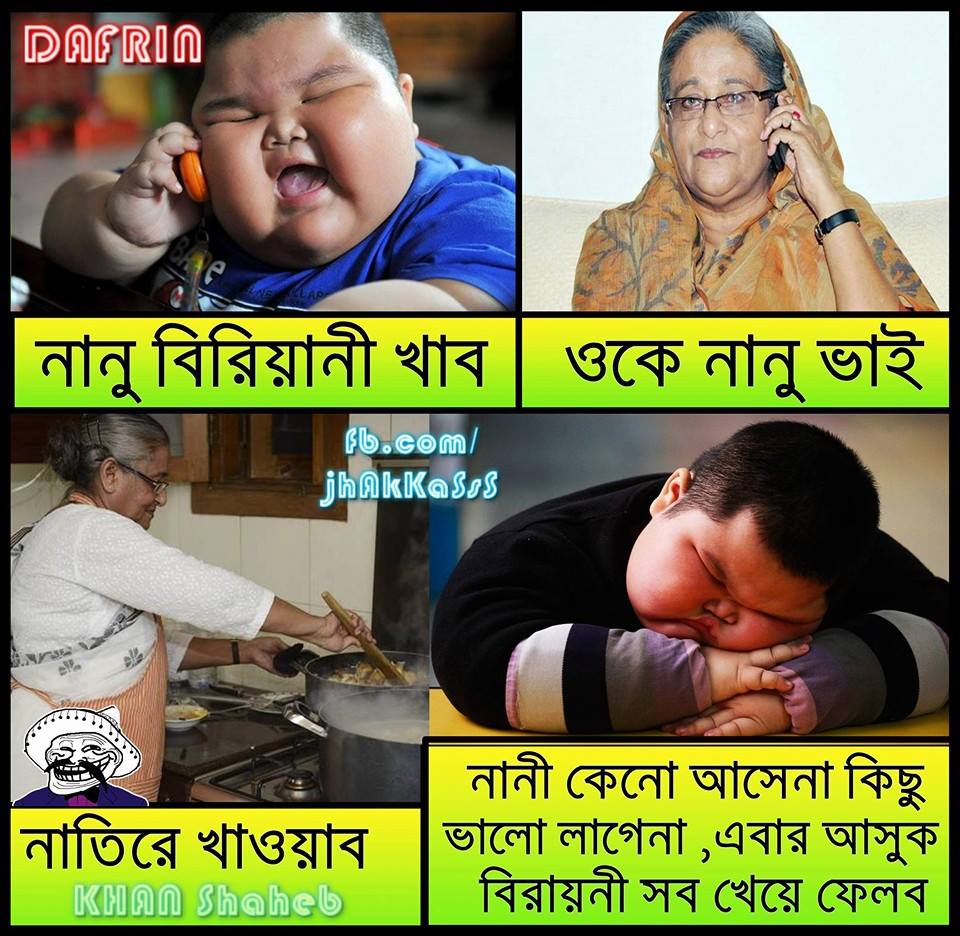 DAFRIN
নানু বিরিয়ানী খাব
ওকে নানু ভাই
fb.com/
jhAkKaSsS
নাতিরে খাওয়াব
KHAN Shaheb
নানী কেনো আসেনা কিছু
ভালো লাগেনা ,এবার আসুক
বিরায়নী সব খেয়ে ফেলব